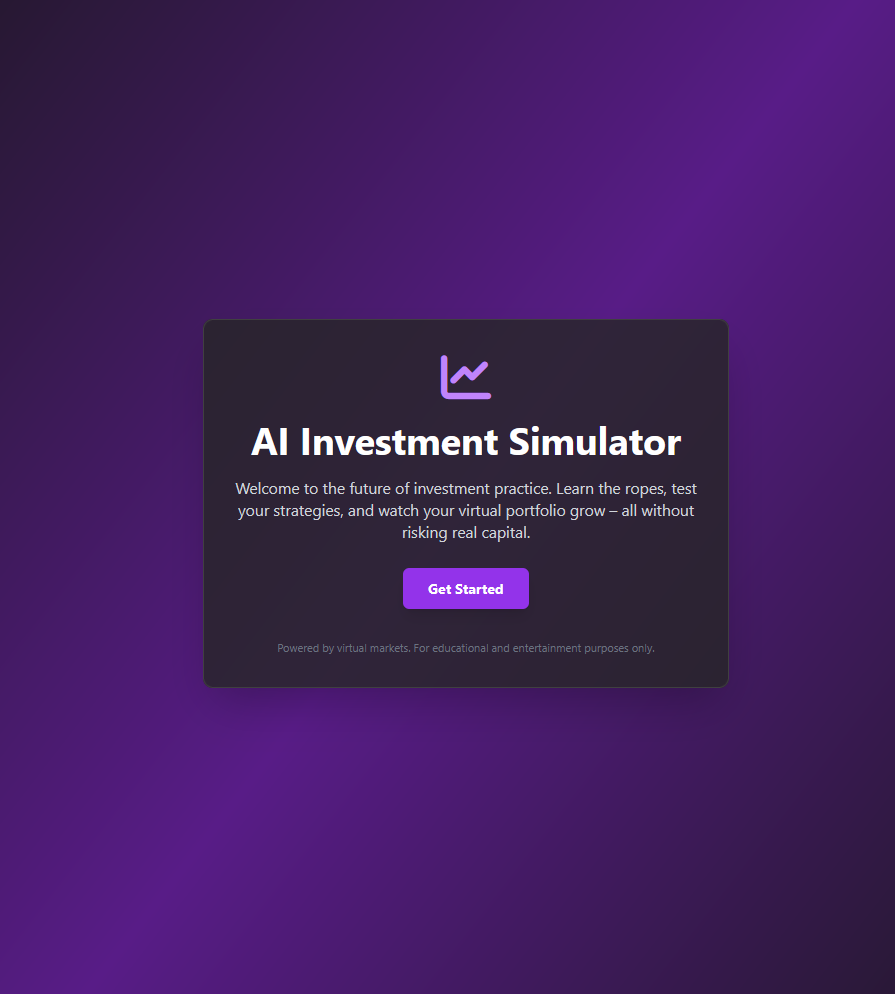 AI Investment Simulator
Welcome to the future of investment practice. Learn the ropes, test
your strategies, and watch your virtual portfolio grow – all without
risking real capital.
Get Started
Powered by virtual markets. For educational and entertainment purposes only.